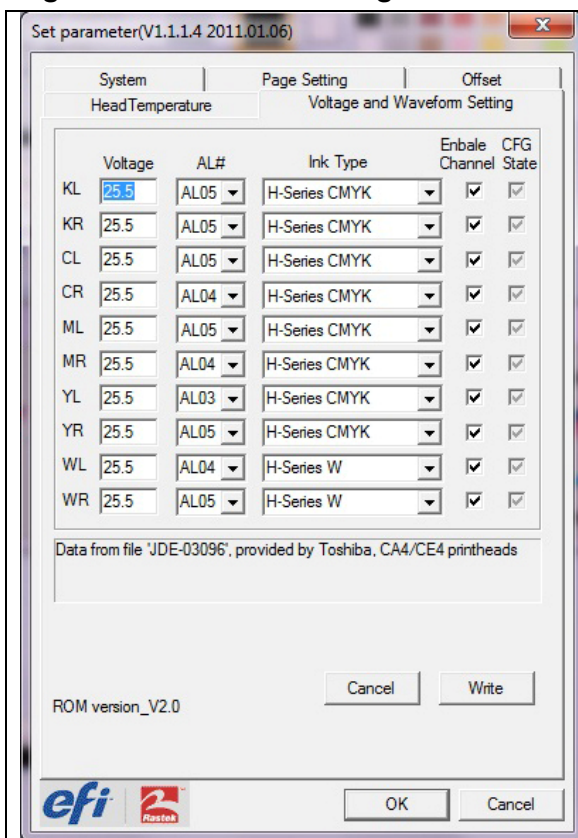 Set parameter(V1.1.1.4 2011.01.06)
System Page Setting Offset
HeadTemperature Voltage and Waveform Setting
Voltage AL# Ink Type Enbale Channel CFG State
KL 25.5 AL05 H-Series CMYK
KR 25.5 AL05 H-Series CMYK
CL 25.5 AL05 H-Series CMYK
CR 25.5 AL04 H-Series CMYK
ML 25.5 AL05 H-Series CMYK
MR 25.5 AL04 H-Series CMYK
YL 25.5 AL03 H-Series CMYK
YR 25.5 AL05 H-Series CMYK
WL 25.5 AL04 H-Series W
WR 25.5 AL05 H-Series W
Data from file "JDE-03096", provided by Toshiba, CA4/CE4 printheads
Cancel Write
ROM version_V2.0
efi Rastek OK Cancel